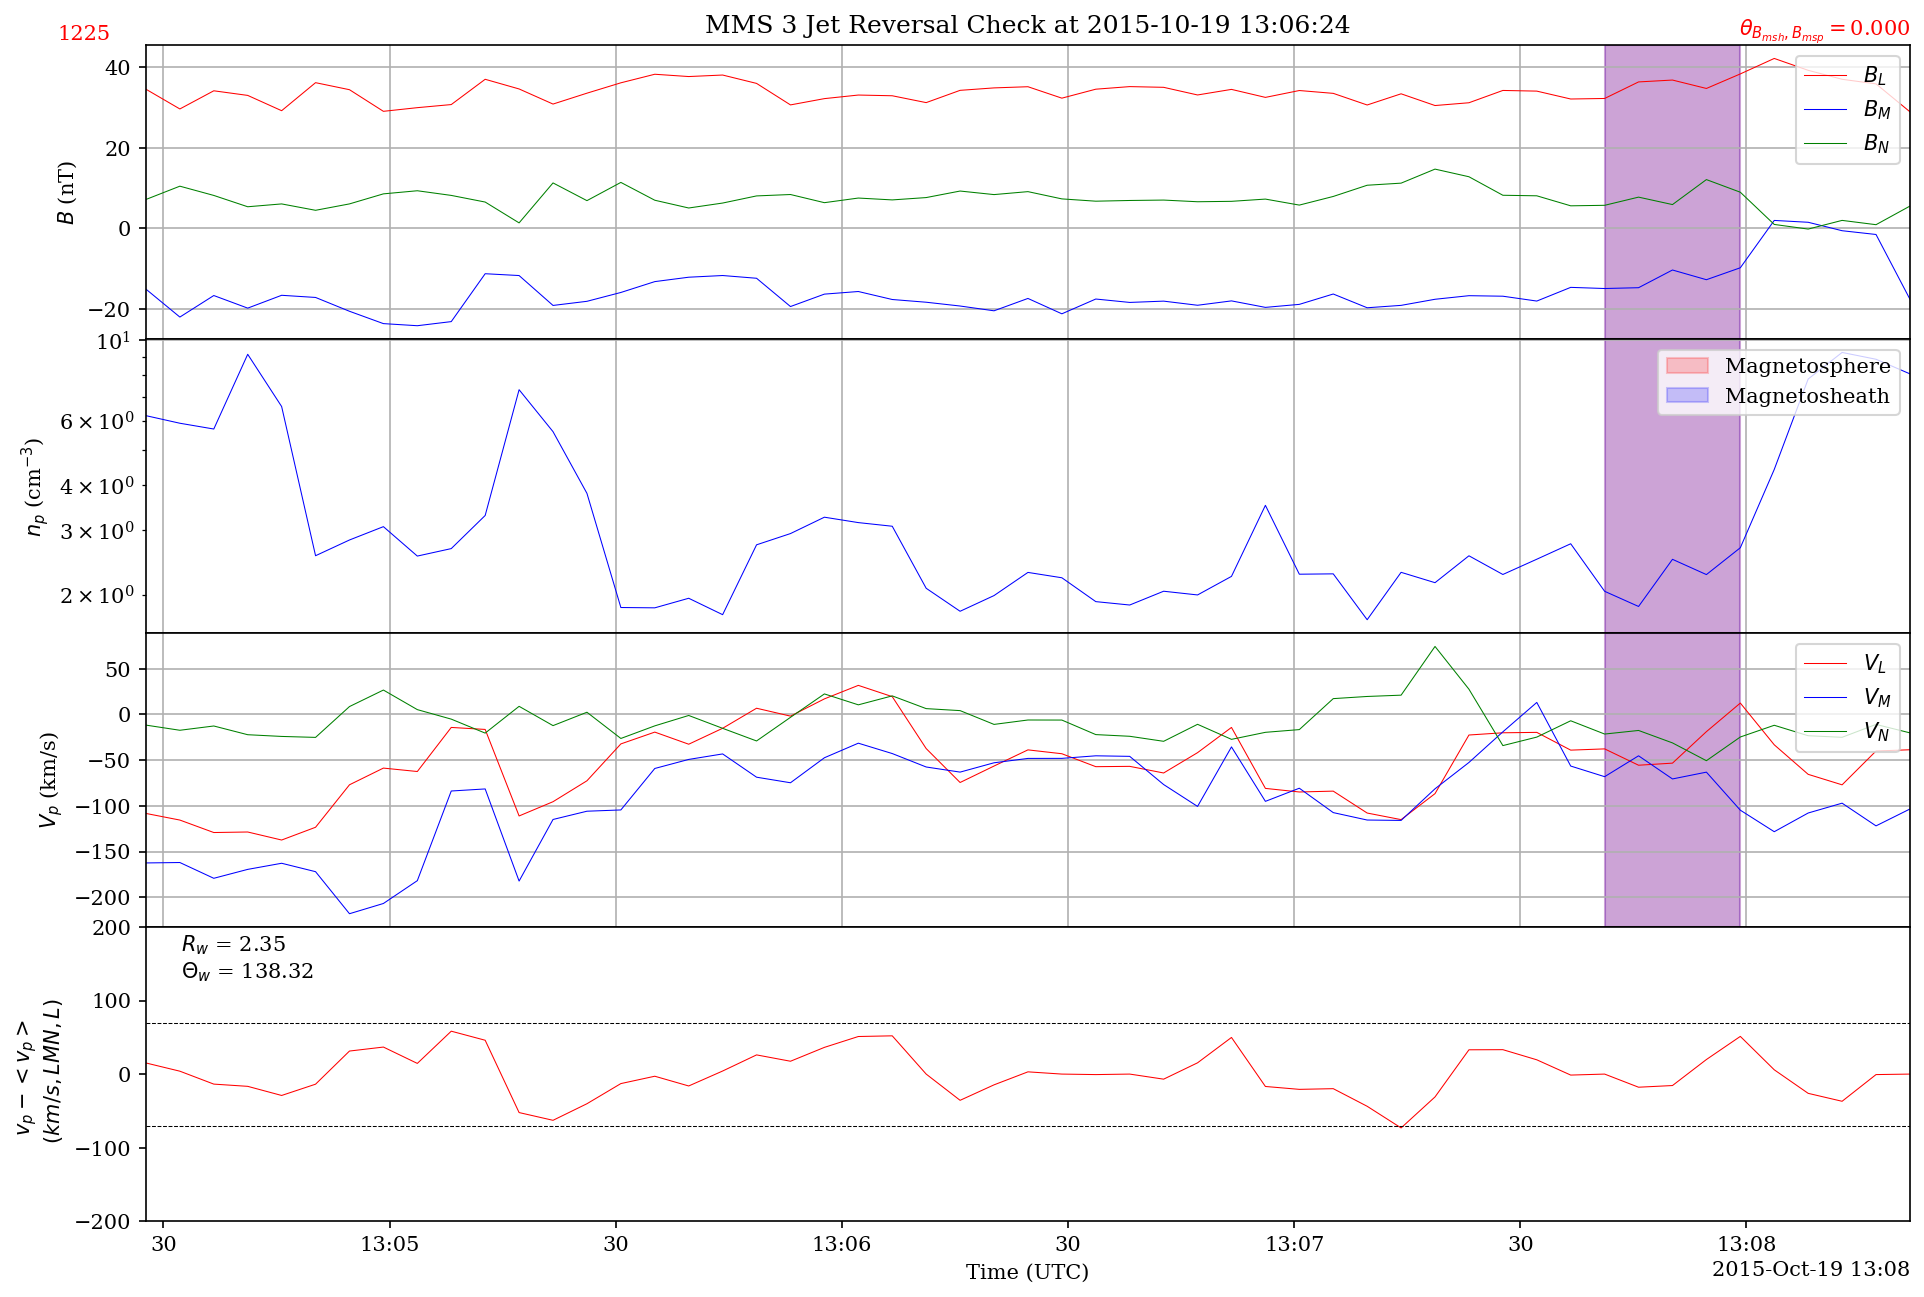 1225
MMS 3 Jet Reversal Check at 2015-10-19 13:06:24
θ_{B_{msh}, B_{msp}} = 0.000
B (nT)
40
20
0
−20
B_L
B_M
B_N
n_p (cm^{−3})
10^1
6 × 10^0
4 × 10^0
3 × 10^0
2 × 10^0
Magnetosphere
Magnetosheath
V_p (km/s)
50
0
−50
−100
−150
−200
V_L
V_M
V_N
v_p − < v_p >
(km/s, LMN, L)
200
100
0
−100
−200
R_w = 2.35
Θ_w = 138.32
30
13:05
30
13:06
30
13:07
30
13:08
Time (UTC)
2015-Oct-19 13:08